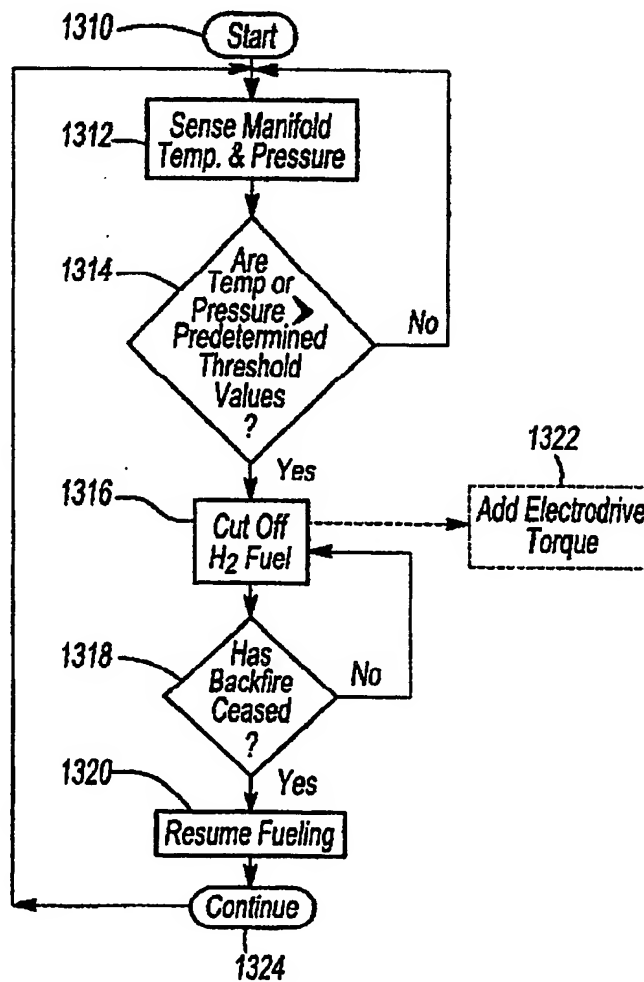 1310
Start
1312
Sense Manifold
Temp. & Pressure
1314
Are
Temp or
Pressure >
Predetermined
Threshold
Values
?
No
Yes
1316
Cut Off
H₂ Fuel
1322
Add Electrodrive
Torque
1318
Has
Backfire
Ceased
?
No
Yes
1320
Resume Fueling
Continue
1324